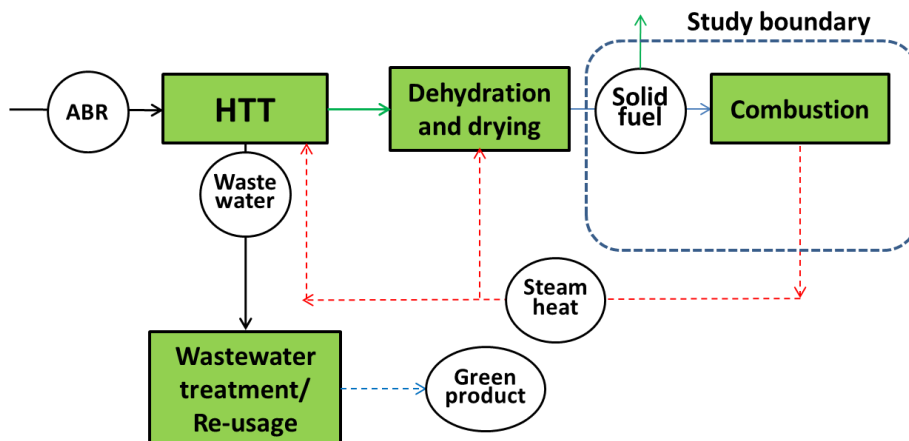 Study boundary
ABR
HTT
Dehydration
and drying
Solid
fuel
Combustion
Waste
water
Steam
heat
Wastewater
treatment/
Re-usage
Green
product